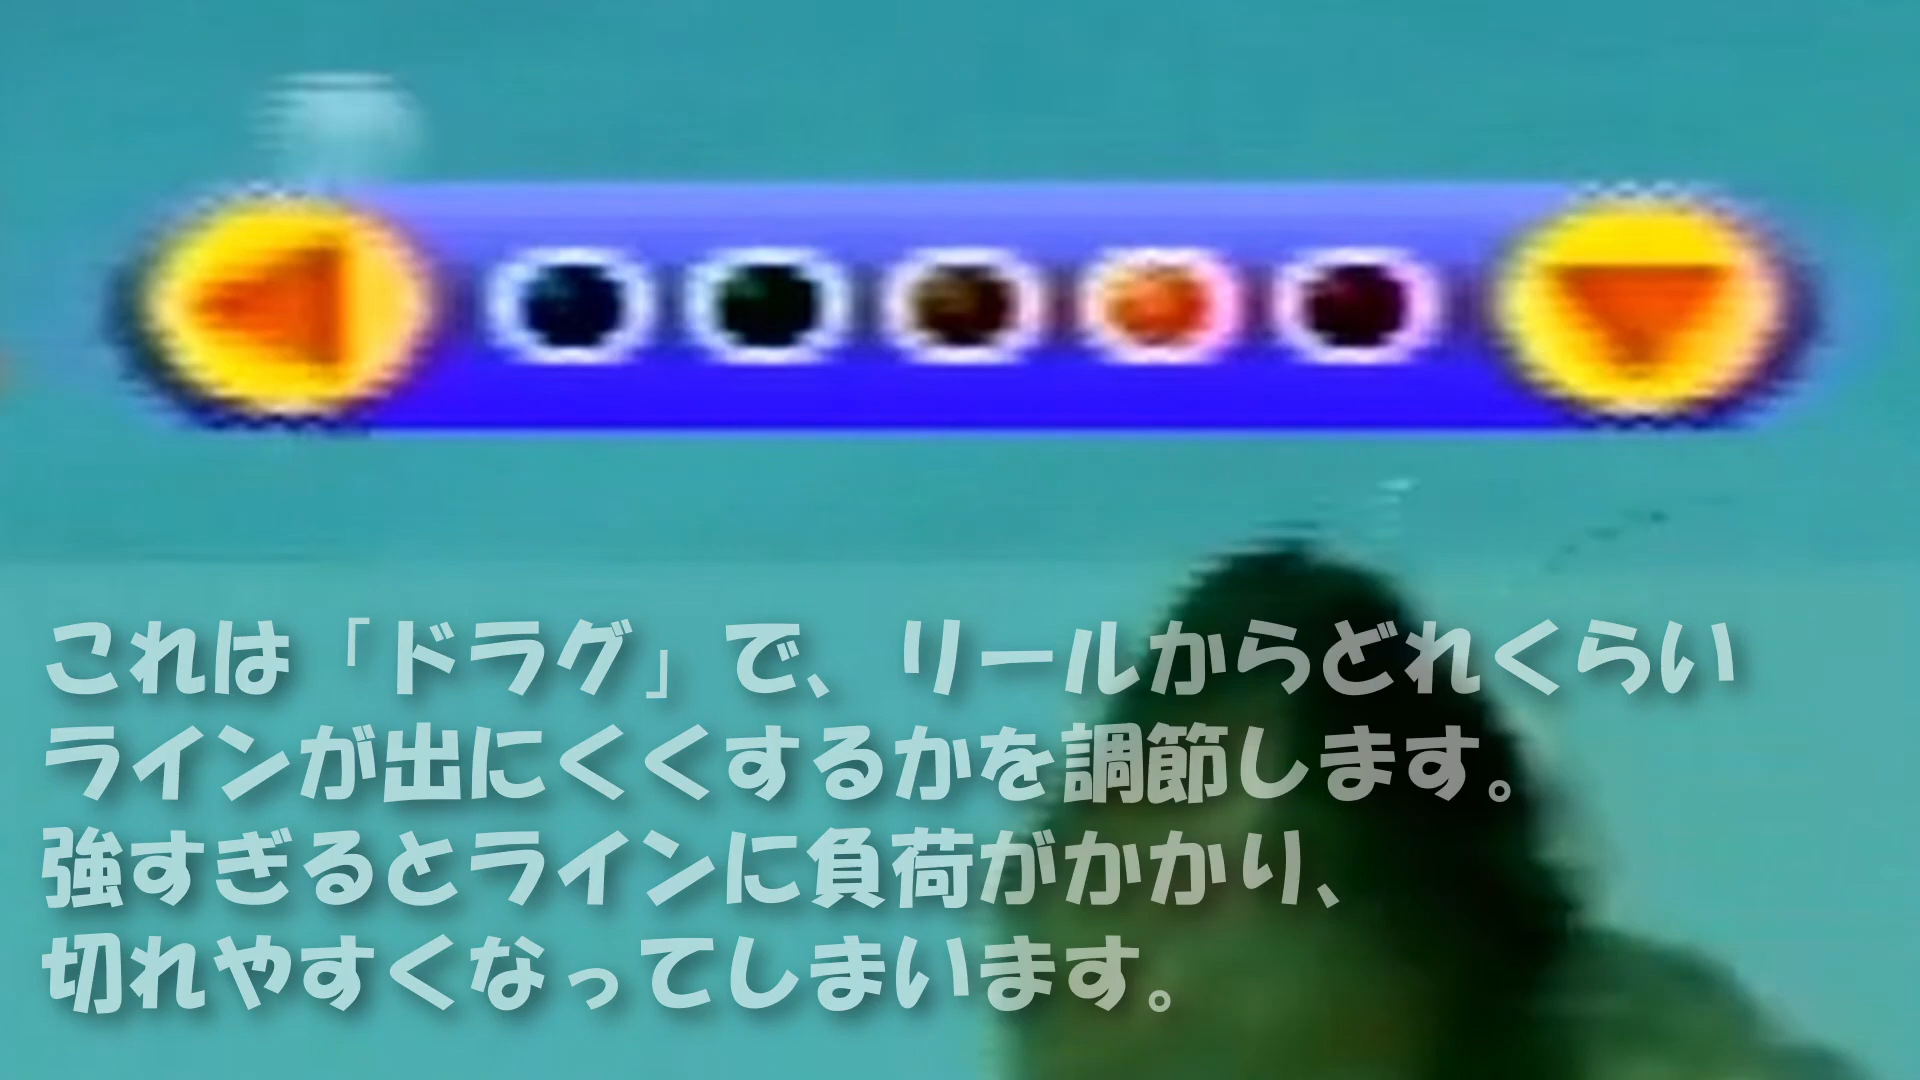 これは「ドラグ」で、リールからどれくらい
ラインが出にくくするかを調節します。
強すぎるとラインに負荷がかかり、
切れやすくなってしまいます。